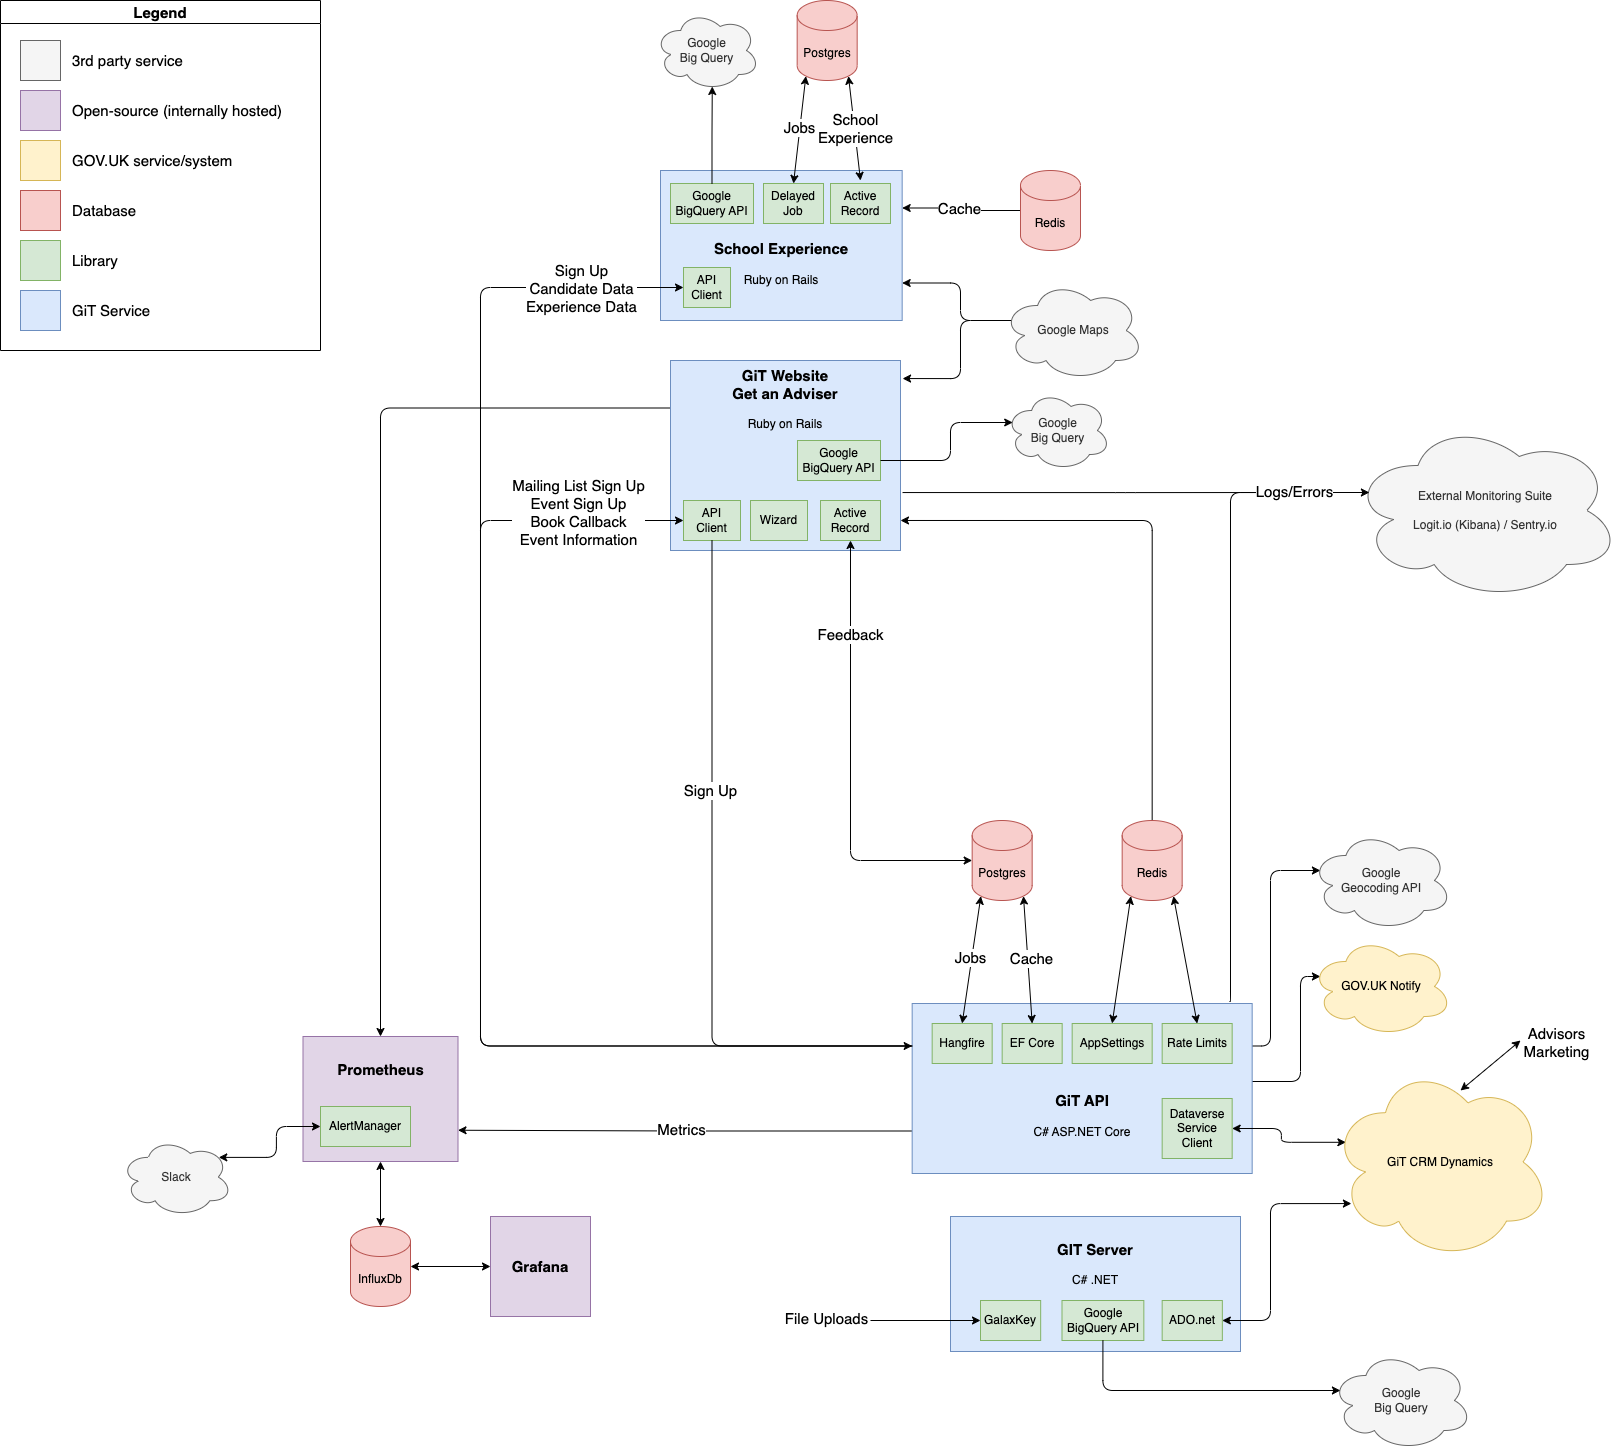 Legend
3rd party service
Open-source (internally hosted)
GOV.UK service/system
Database
Library
GiT Service
Google
Big Query
Postgres
Jobs
School
Experience
Google
BigQuery API
Delayed
Job
Active
Record
Cache
Redis
School Experience
Ruby on Rails
API
Client
Sign Up
Candidate Data
Experience Data
Google Maps
GiT Website
Get an Adviser
Ruby on Rails
Google
BigQuery API
Google
Big Query
Mailing List Sign Up
Event Sign Up
Book Callback
Event Information
API
Client
Wizard
Active
Record
Logs/Errors
External Monitoring Suite
Logit.io (Kibana) / Sentry.io
Feedback
Sign Up
Postgres
Redis
Google
Geocoding API
Jobs
Cache
GOV.UK Notify
Hangfire
EF Core
AppSettings
Rate Limits
Advisors
Marketing
Prometheus
AlertManager
Metrics
GiT API
C# ASP.NET Core
Dataverse
Service
Client
GiT CRM Dynamics
Slack
InfluxDb
Grafana
GIT Server
C# .NET
File Uploads
GalaxKey
Google
BigQuery API
ADO.net
Google
Big Query